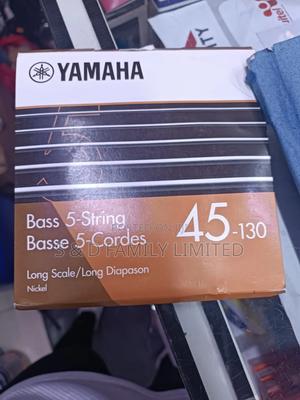 YAMAHA
Bass 5-String
Basse 5-Cordes
45-130
S & D FAMILY LIMITED
Long Scale/Long Diapason
Nickel